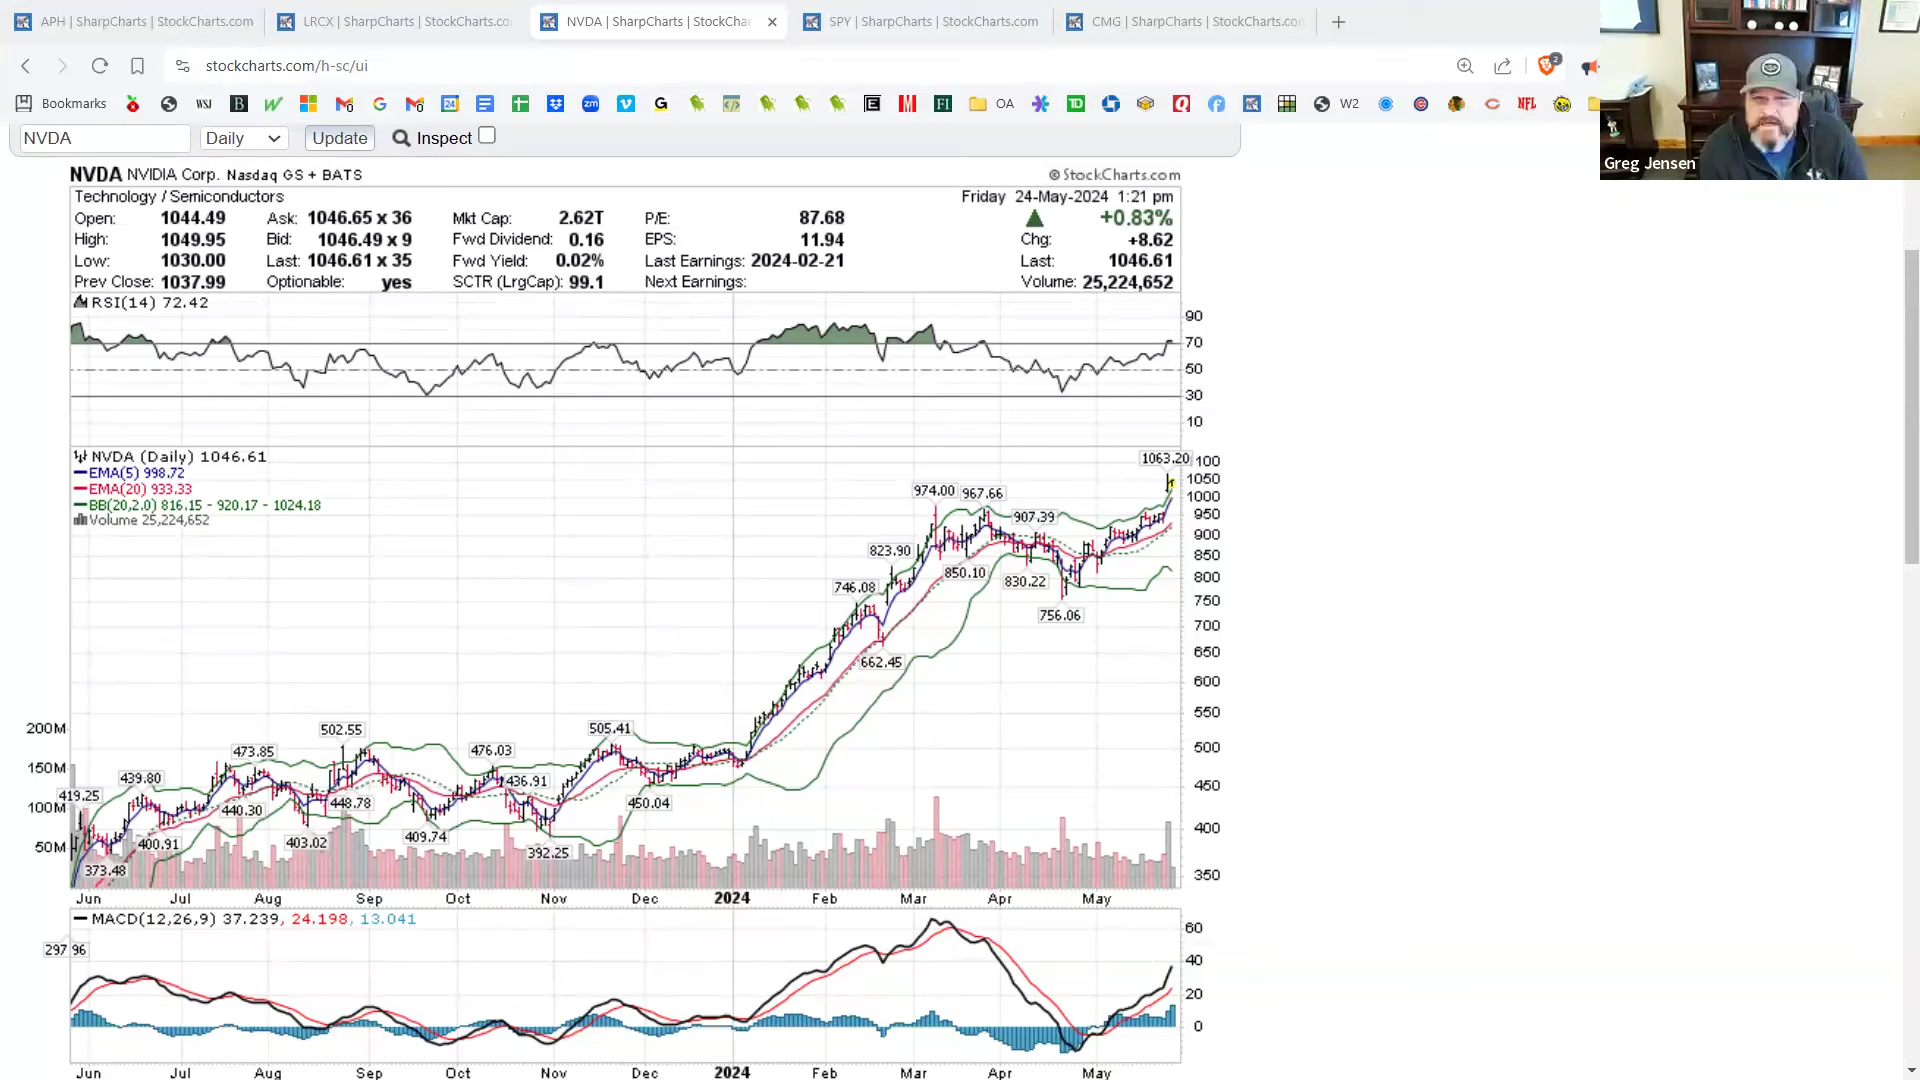 APH | SharpCharts | StockCharts.com
LRCX | SharpCharts | StockCharts.co
NVDA | SharpCharts | StockChar
SPY | SharpCharts | StockCharts.com
CMG | SharpCharts | StockCharts.co
stockcharts.com/h-sc/ui
2
Bookmarks
WSJ
OA
TD
W2
NFL
NVDA
Daily
Update
Inspect
Greg Jensen
NVDA NVIDIA Corp. Nasdaq GS + BATS
© StockCharts.com
Technology / Semiconductors
Friday 24-May-2024 1:21 pm
Open: 1044.49 Ask: 1046.65 x 36 Mkt Cap: 2.62T P/E: 87.68 +0.83%
High: 1049.95 Bid: 1046.49 x 9 Fwd Dividend: 0.16 EPS: 11.94 Chg: +8.62
Low: 1030.00 Last: 1046.61 x 35 Fwd Yield: 0.02% Last Earnings: 2024-02-21 Last: 1046.61
Prev Close: 1037.99 Optionable: yes SCTR (LrgCap): 99.1 Next Earnings: Volume: 25,224,652
RSI(14) 72.42
90
70
50
30
10
NVDA (Daily) 1046.61
EMA(5) 998.72
EMA(20) 933.33
BB(20,2.0) 816.15 - 920.17 - 1024.18
Volume 25,224,652
1063.20
974.00
967.66
907.39
823.90
850.10
830.22
746.08
756.06
662.45
502.55
505.41
473.85
476.03
439.80
436.91
419.25
440.30
448.78
450.04
400.91
403.02
409.74
392.25
373.48
297.96
100
1050
1000
950
900
850
800
750
700
650
600
550
500
450
400
350
200M
150M
100M
50M
Jun Jul Aug Sep Oct Nov Dec 2024 Feb Mar Apr May
MACD(12,26,9) 37.239, 24.198, 13.041
60
40
20
0
Jun Jul Aug Sep Oct Nov Dec 2024 Feb Mar Apr May